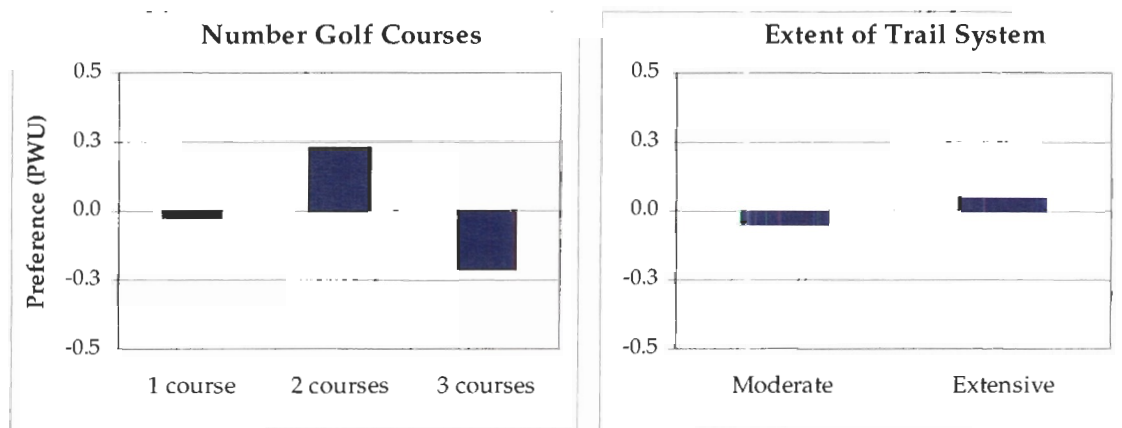 Number Golf Courses
Preference (PWU)
0.5
0.3
0.0
-0.3
-0.5
1 course
2 courses
3 courses
Extent of Trail System
0.5
0.3
0.0
-0.3
-0.5
Moderate
Extensive